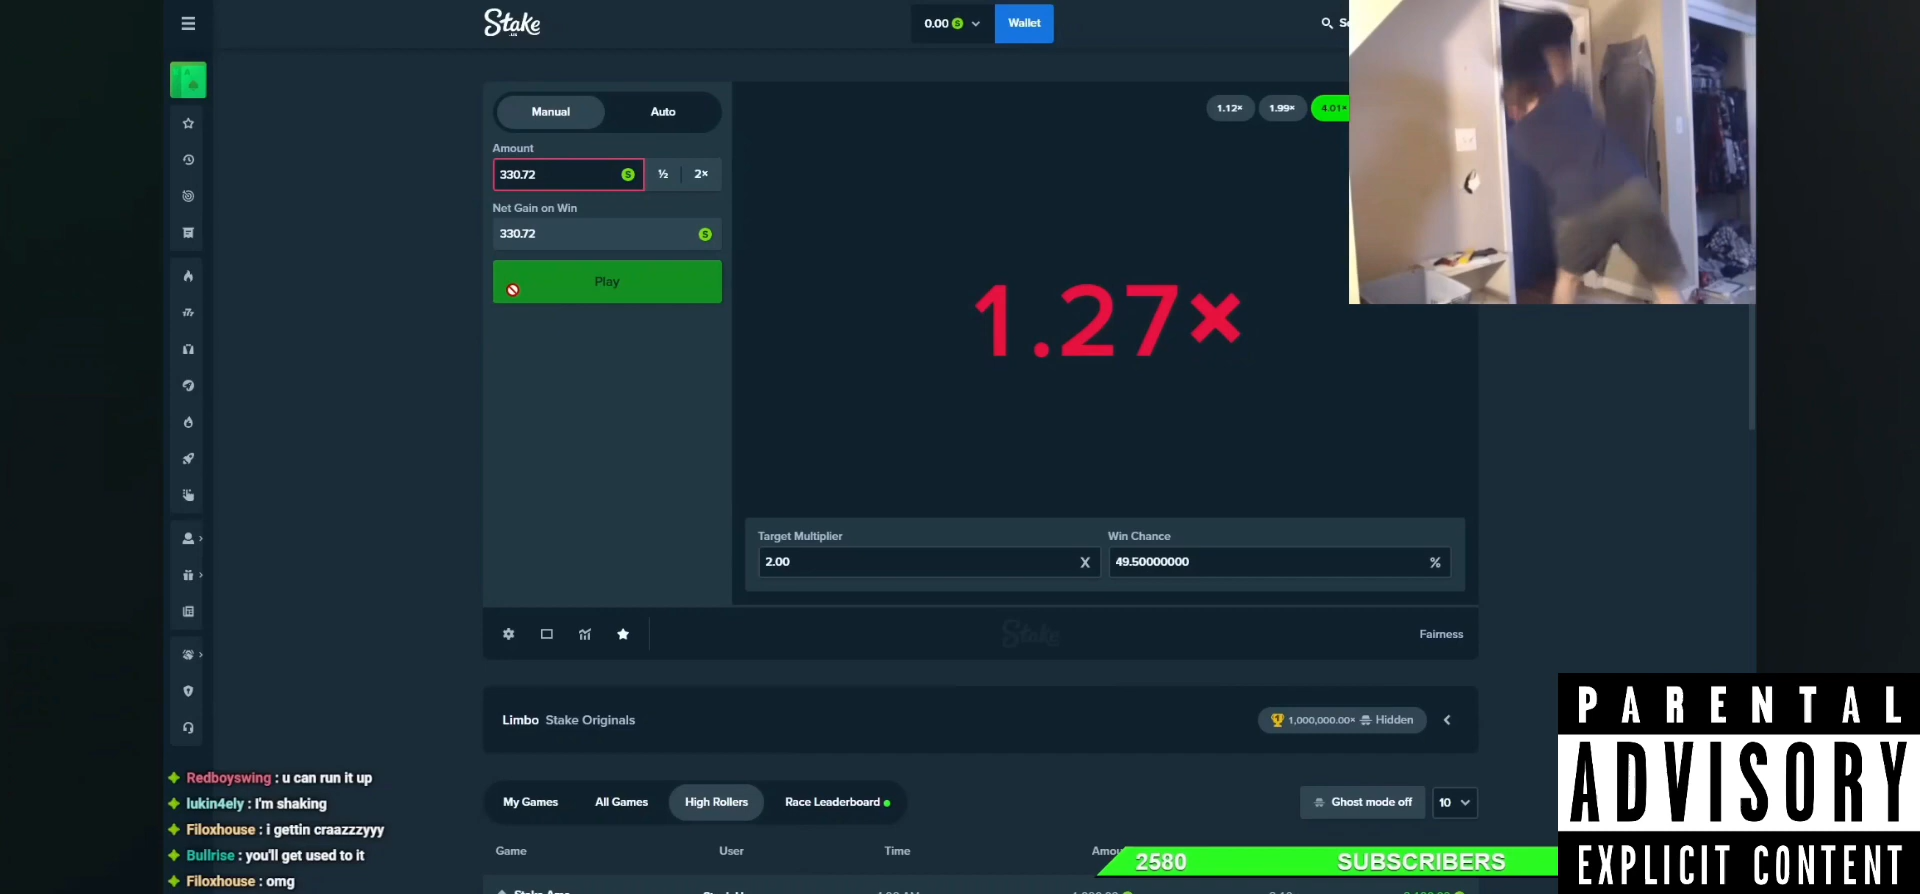 Stake
.us
0.00
Wallet
Manual
Auto
1.12×
1.99×
4.01×
Amount
330.72
½
2×
Net Gain on Win
330.72
Play
1.27×
Target Multiplier
Win Chance
2.00
X
49.50000000
%
Stake
Fairness
Limbo Stake Originals
1,000,000.00× Hidden
My Games
All Games
High Rollers
Race Leaderboard
Ghost mode off
10
Game
User
Time
Redboyswing : u can run it up
lukin4ely : I'm shaking
Filoxhouse : i gettin craazzzyyy
Bullrise : you'll get used to it
Filoxhouse : omg
2580 SUBSCRIBERS
PARENTAL
ADVISORY
EXPLICIT CONTENT